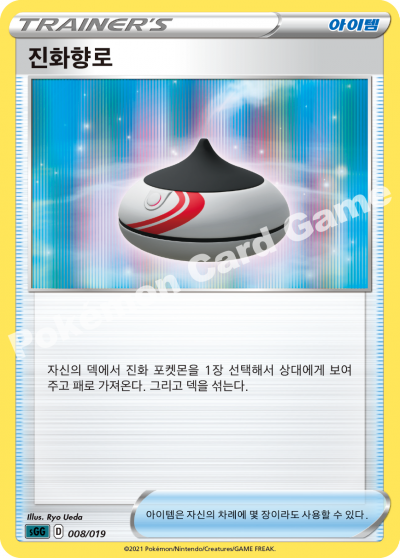 TRAINER'S
아이템
진화향로
Pokémon Card Game
자신의 덱에서 진화 포켓몬을 1장 선택해서 상대에게 보여
주고 패로 가져온다. 그리고 덱을 섞는다.
Illus. Ryo Ueda
sGG D 008/019
아이템은 자신의 차례에 몇 장이라도 사용할 수 있다.
©2021 Pokémon/Nintendo/Creatures/GAME FREAK.